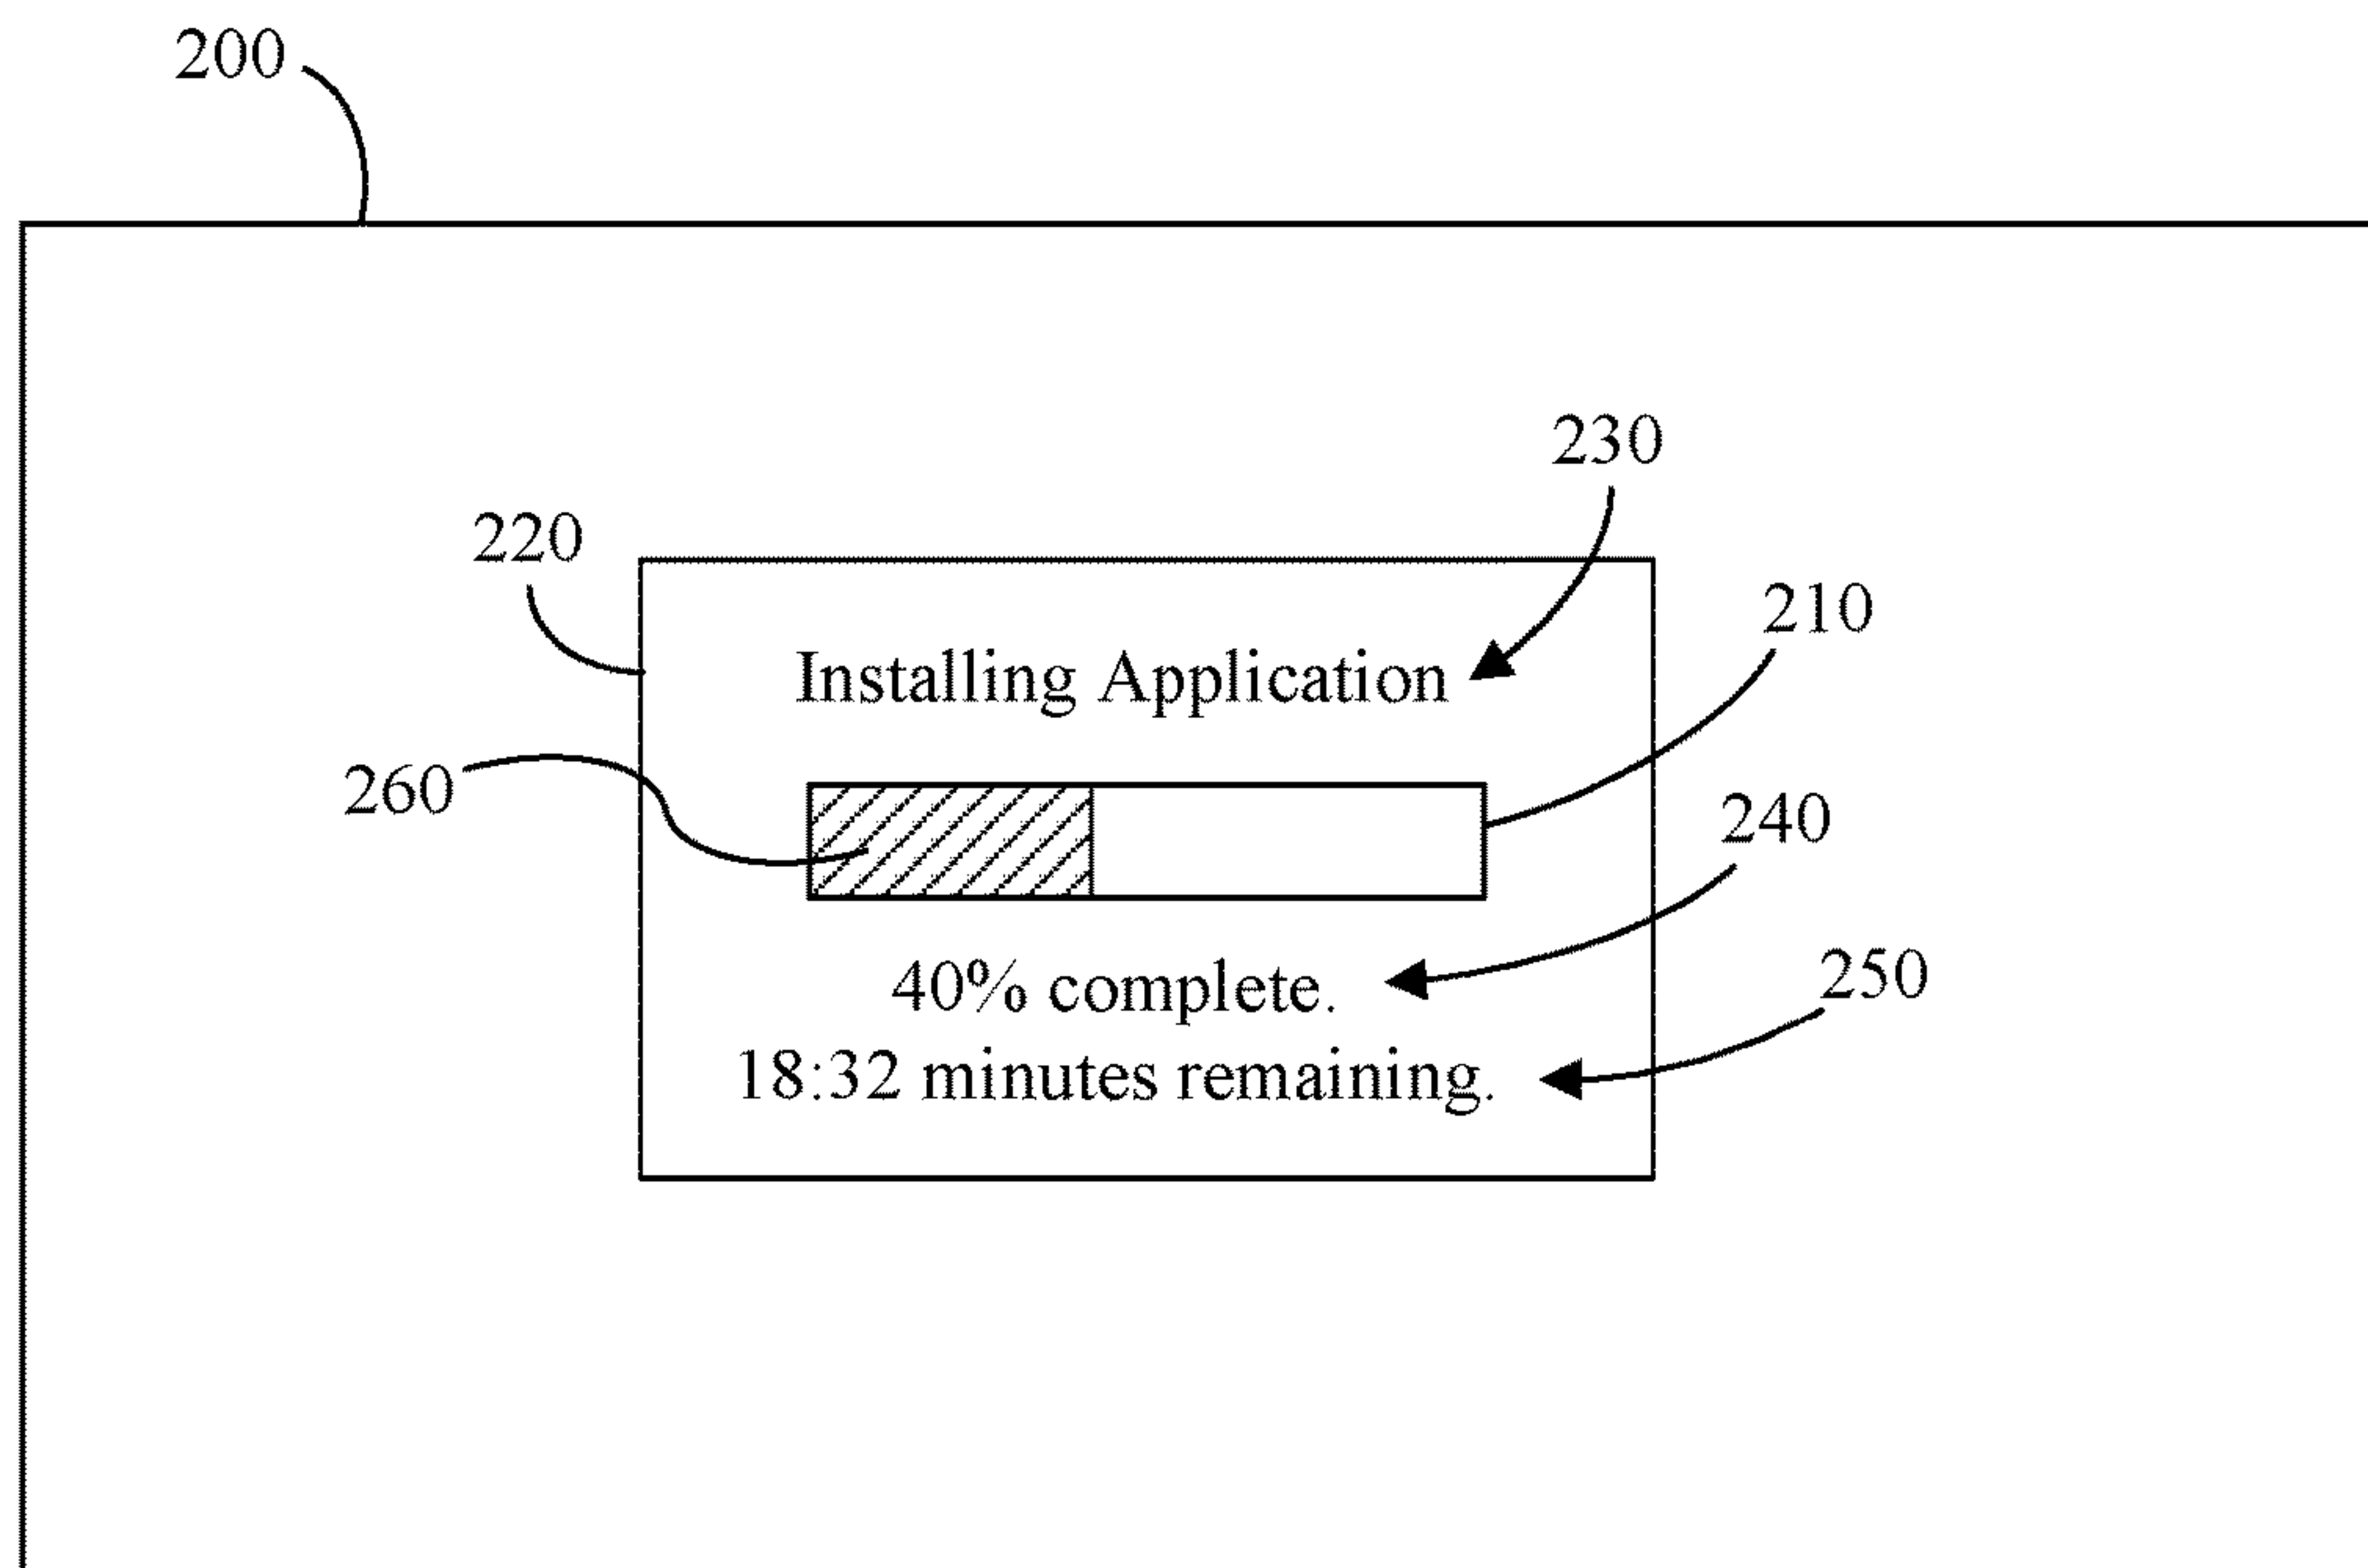 200
230
220
210
Installing Application
260
240
40% complete.
250
18:32 minutes remaining.